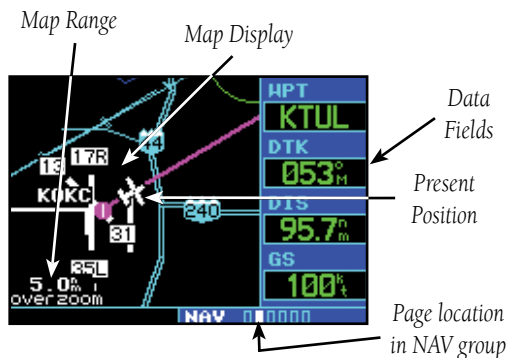 Map Range
Map Display
WPT
KTUL
DTK
053°M
DIS
95.7nm
GS
100kt
Data
Fields
Present
Position
13
17R
44
KOKC
31
240
35L
5.0nm
overzoom
NAV
Page location
in NAV group